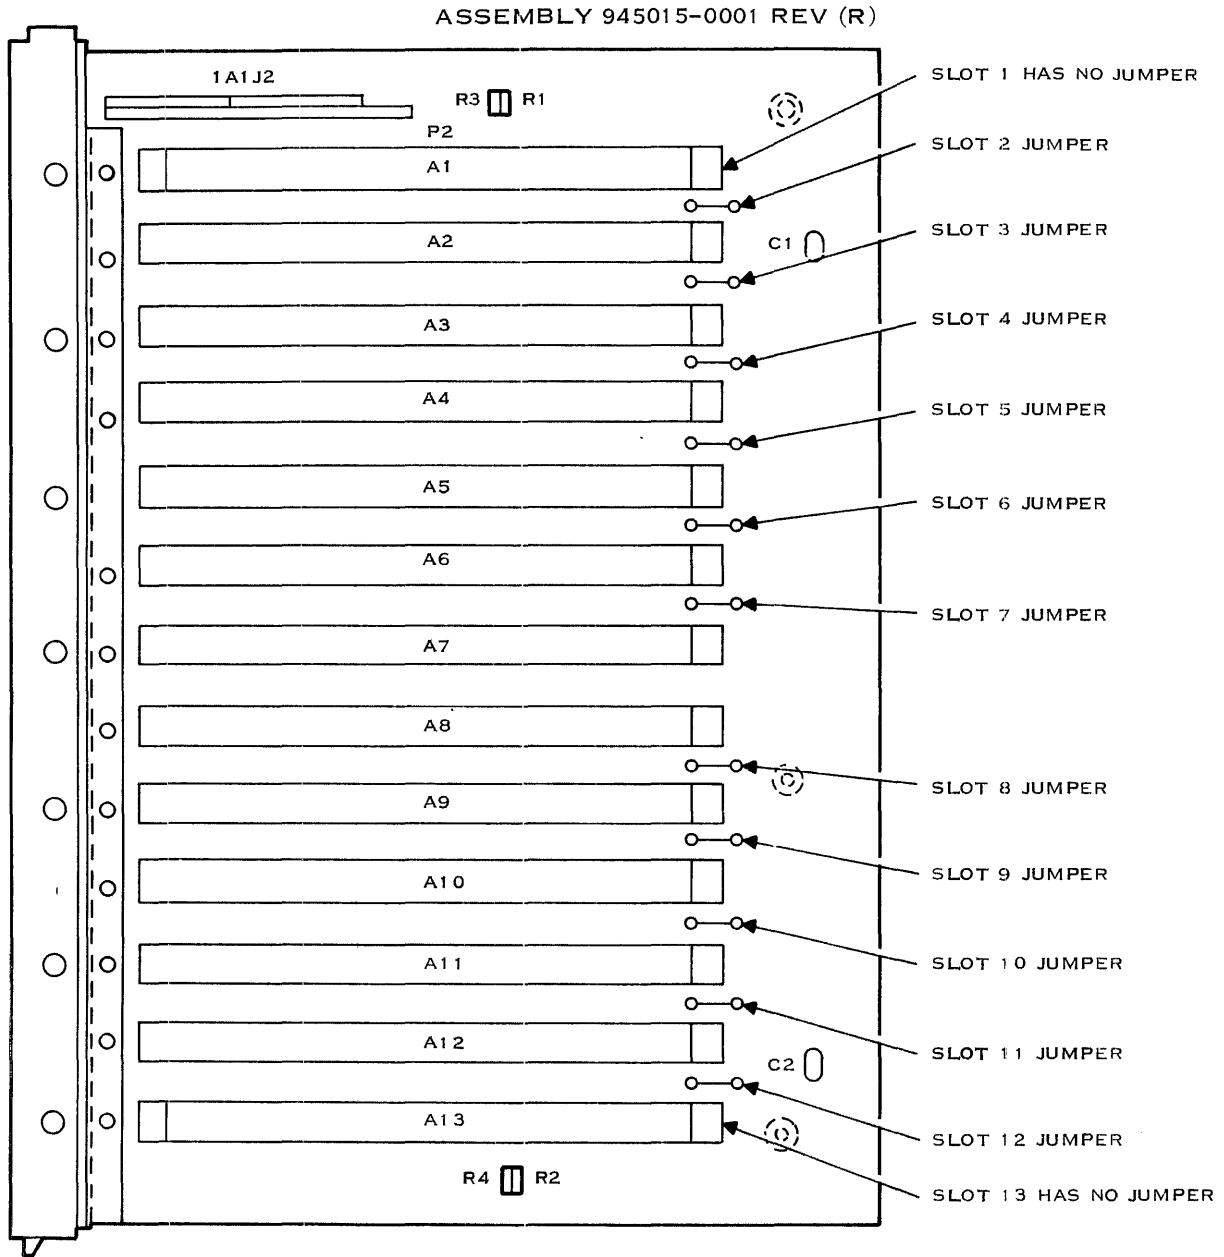 ASSEMBLY 945015-0001 REV (R)
1A1J2
R3 R1
SLOT 1 HAS NO JUMPER
P2
A1
SLOT 2 JUMPER
A2
C1
SLOT 3 JUMPER
A3
SLOT 4 JUMPER
A4
SLOT 5 JUMPER
A5
SLOT 6 JUMPER
A6
SLOT 7 JUMPER
A7
A8
SLOT 8 JUMPER
A9
SLOT 9 JUMPER
A10
SLOT 10 JUMPER
A11
SLOT 11 JUMPER
A12
C2
SLOT 12 JUMPER
A13
R4 R2
SLOT 13 HAS NO JUMPER